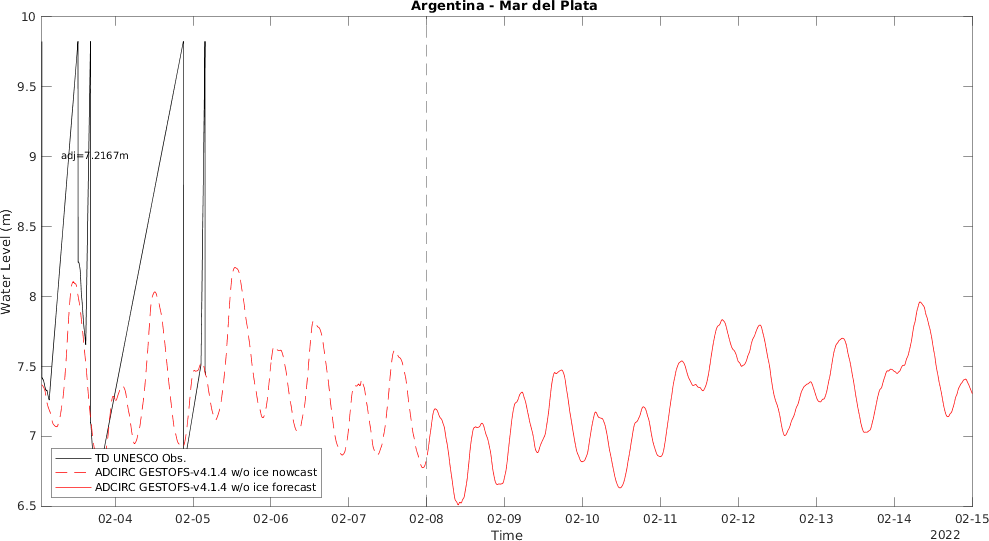 Argentina - Mar del Plata
10
9.5
9
8.5
8
7.5
7
6.5
Water Level (m)
adj=7.2167m
TD UNESCO Obs.
ADCIRC GESTOFS-v4.1.4 w/o ice nowcast
ADCIRC GESTOFS-v4.1.4 w/o ice forecast
02-04 02-05 02-06 02-07 02-08 02-09 02-10 02-11 02-12 02-13 02-14 02-15
Time
2022